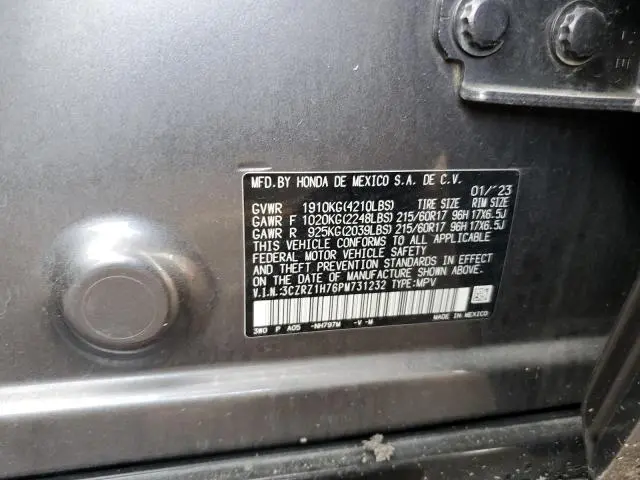 MFD. BY HONDA DE MEXICO S.A. DE C.V. 01/'23
GVWR 1910KG(4210LBS) TIRE SIZE RIM SIZE
GAWR F 1020KG(2248LBS) 215/60R17 96H 17X6.5J
GAWR R 925KG(2039LBS) 215/60R17 96H 17X6.5J
THIS VEHICLE CONFORMS TO ALL APPLICABLE
FEDERAL MOTOR VEHICLE SAFETY
AND THEFT PREVENTION STANDARDS IN EFFECT
ON THE DATE OF MANUFACTURE SHOWN ABOVE.
V.I.N.:3CZRZ1H76PM731232 TYPE:MPV
3W0 P A05 -NH797M -V -M MADE IN MEXICO